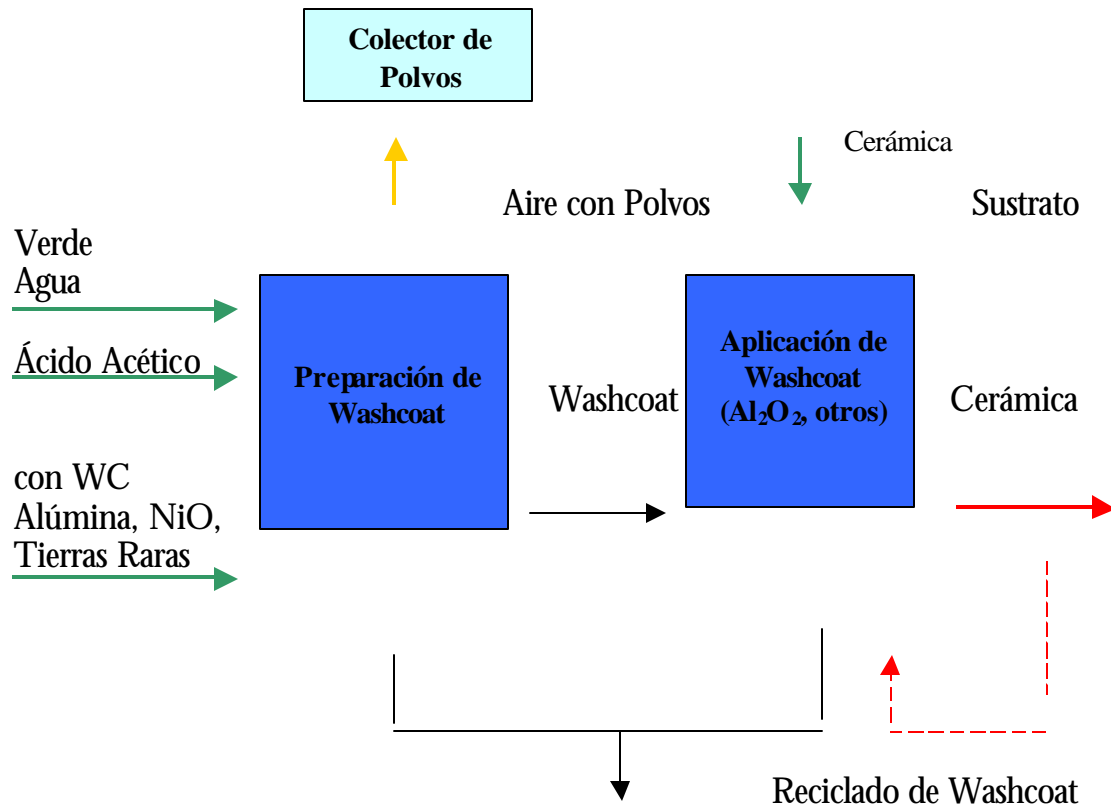 Colector de
Polvos
Cerámica
Aire con Polvos
Sustrato
Verde
Agua
Ácido Acético
Preparación de
Washcoat
Washcoat
Aplicación de
Washcoat
(Al₂O₂, otros)
Cerámica
con WC
Alúmina, NiO,
Tierras Raras
Reciclado de Washcoat